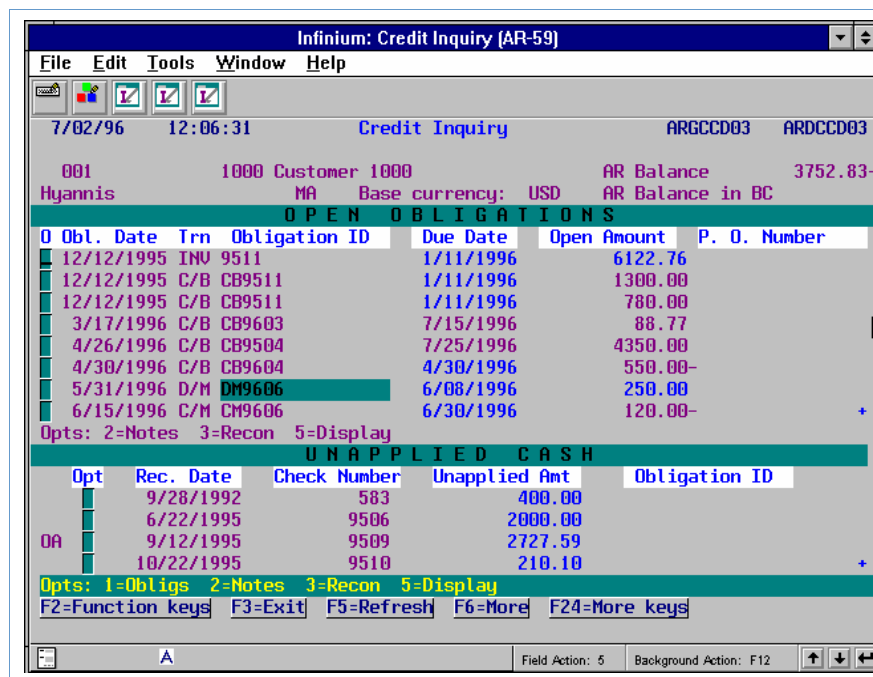 Infinium: Credit Inquiry (AR-59)
File Edit Tools Window Help
7/02/96 12:06:31 Credit Inquiry ARGCCD03 ARDCCD03
001 1000 Customer 1000 AR Balance 3752.83-
Hyannis MA Base currency: USD AR Balance in BC
OPEN OBLIGATIONS
O Obl. Date Trn Obligation ID Due Date Open Amount P. O. Number
12/12/1995 INV 9511 1/11/1996 6122.76
12/12/1995 C/B CB9511 1/11/1996 1300.00
12/12/1995 C/B CB9511 1/11/1996 780.00
3/17/1996 C/B CB9603 7/15/1996 88.77
4/26/1996 C/B CB9504 7/25/1996 4350.00
4/30/1996 C/B CB9604 4/30/1996 550.00-
5/31/1996 D/M DM9606 6/08/1996 250.00
6/15/1996 C/M CM9606 6/30/1996 120.00- +
Opts: 2=Notes 3=Recon 5=Display
UNAPPLIED CASH
Opt Rec. Date Check Number Unapplied Amt Obligation ID
9/28/1992 583 400.00
6/22/1995 9506 2000.00
OA 9/12/1995 9509 2727.59
10/22/1995 9510 210.10 +
Opts: 1=Obligs 2=Notes 3=Recon 5=Display
F2=Function keys F3=Exit F5=Refresh F6=More F24=More keys
A Field Action: 5 Background Action: F12